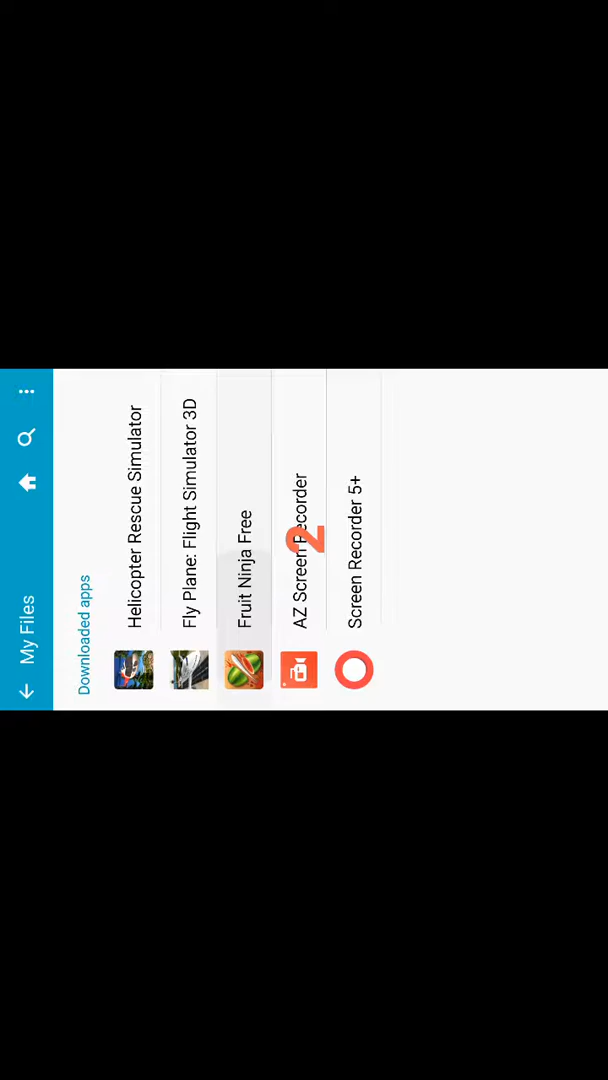 My Files
Downloaded apps
Helicopter Rescue Simulator
Fly Plane: Flight Simulator 3D
Fruit Ninja Free
AZ Screen Recorder
2
Screen Recorder 5+